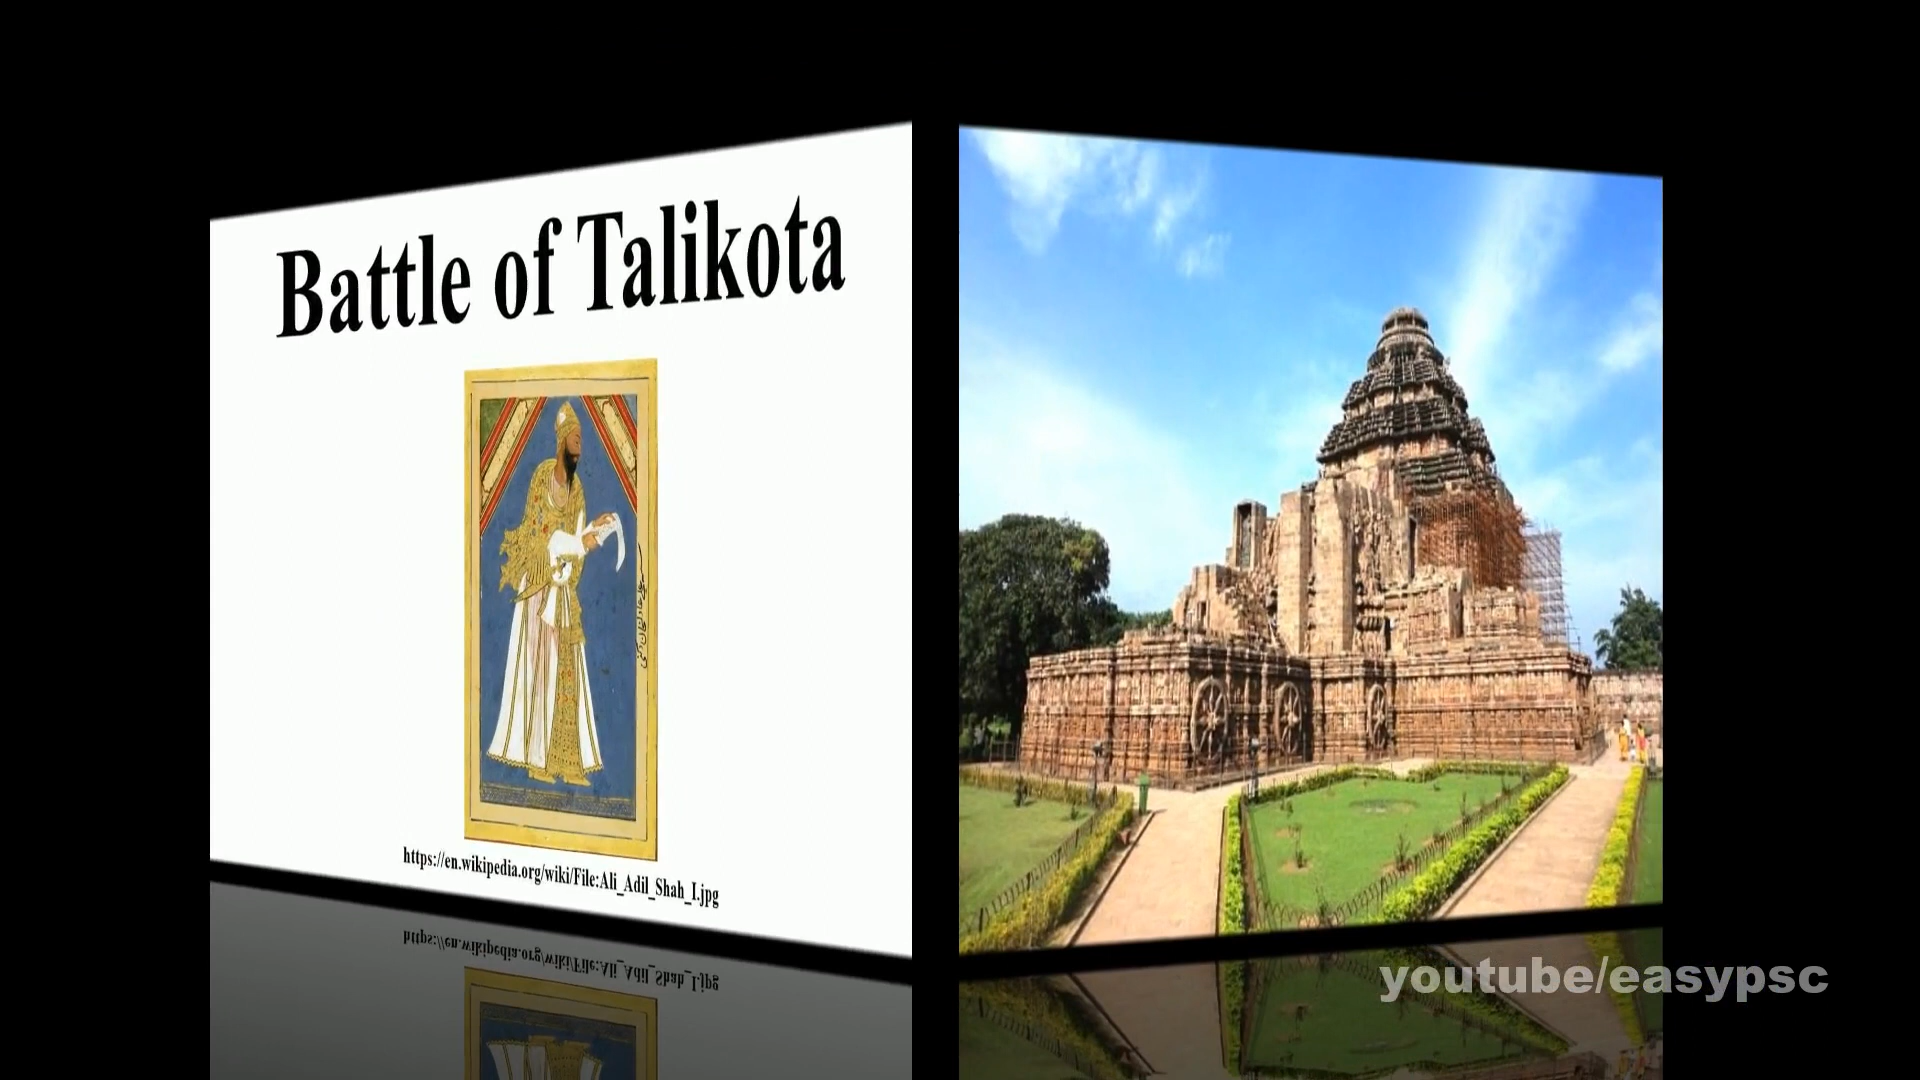 Battle of Talikota
https://en.wikipedia.org/wiki/File:Ali_Adil_Shah_I.jpg
youtube/easypsc